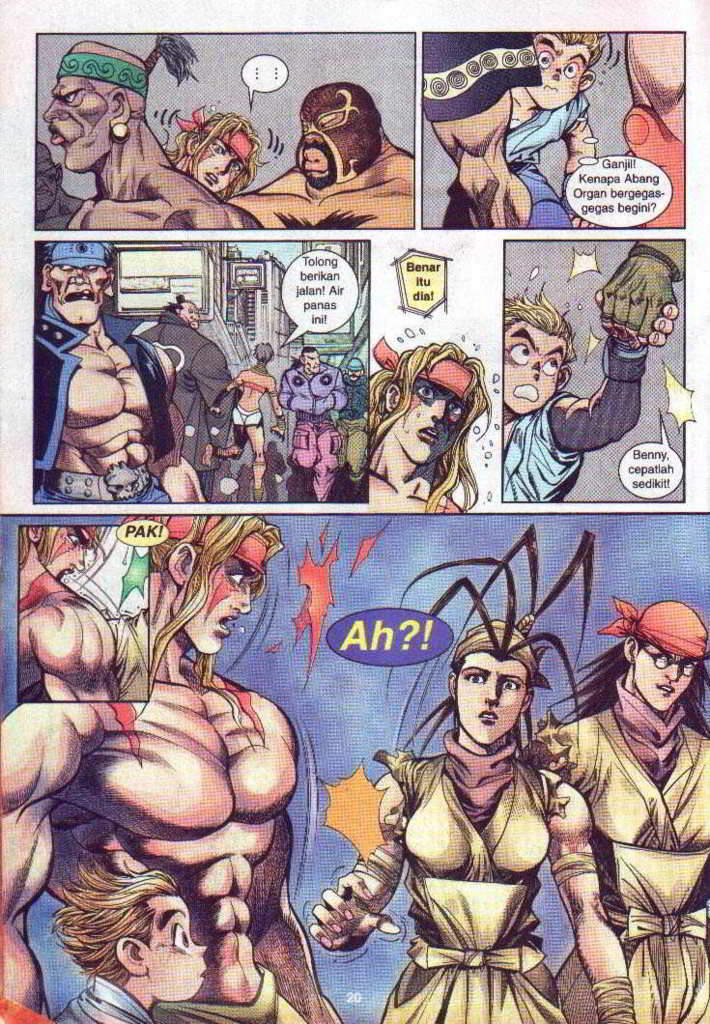 : :
Ganjil!
Kenapa Abang
Organ bergegas-
gegas begini?
Tolong
berikan
jalan! Air
panas
ini!
Benar
itu
dia!
Benny,
cepatlah
sedikit!
PAK!
Ah?!
20